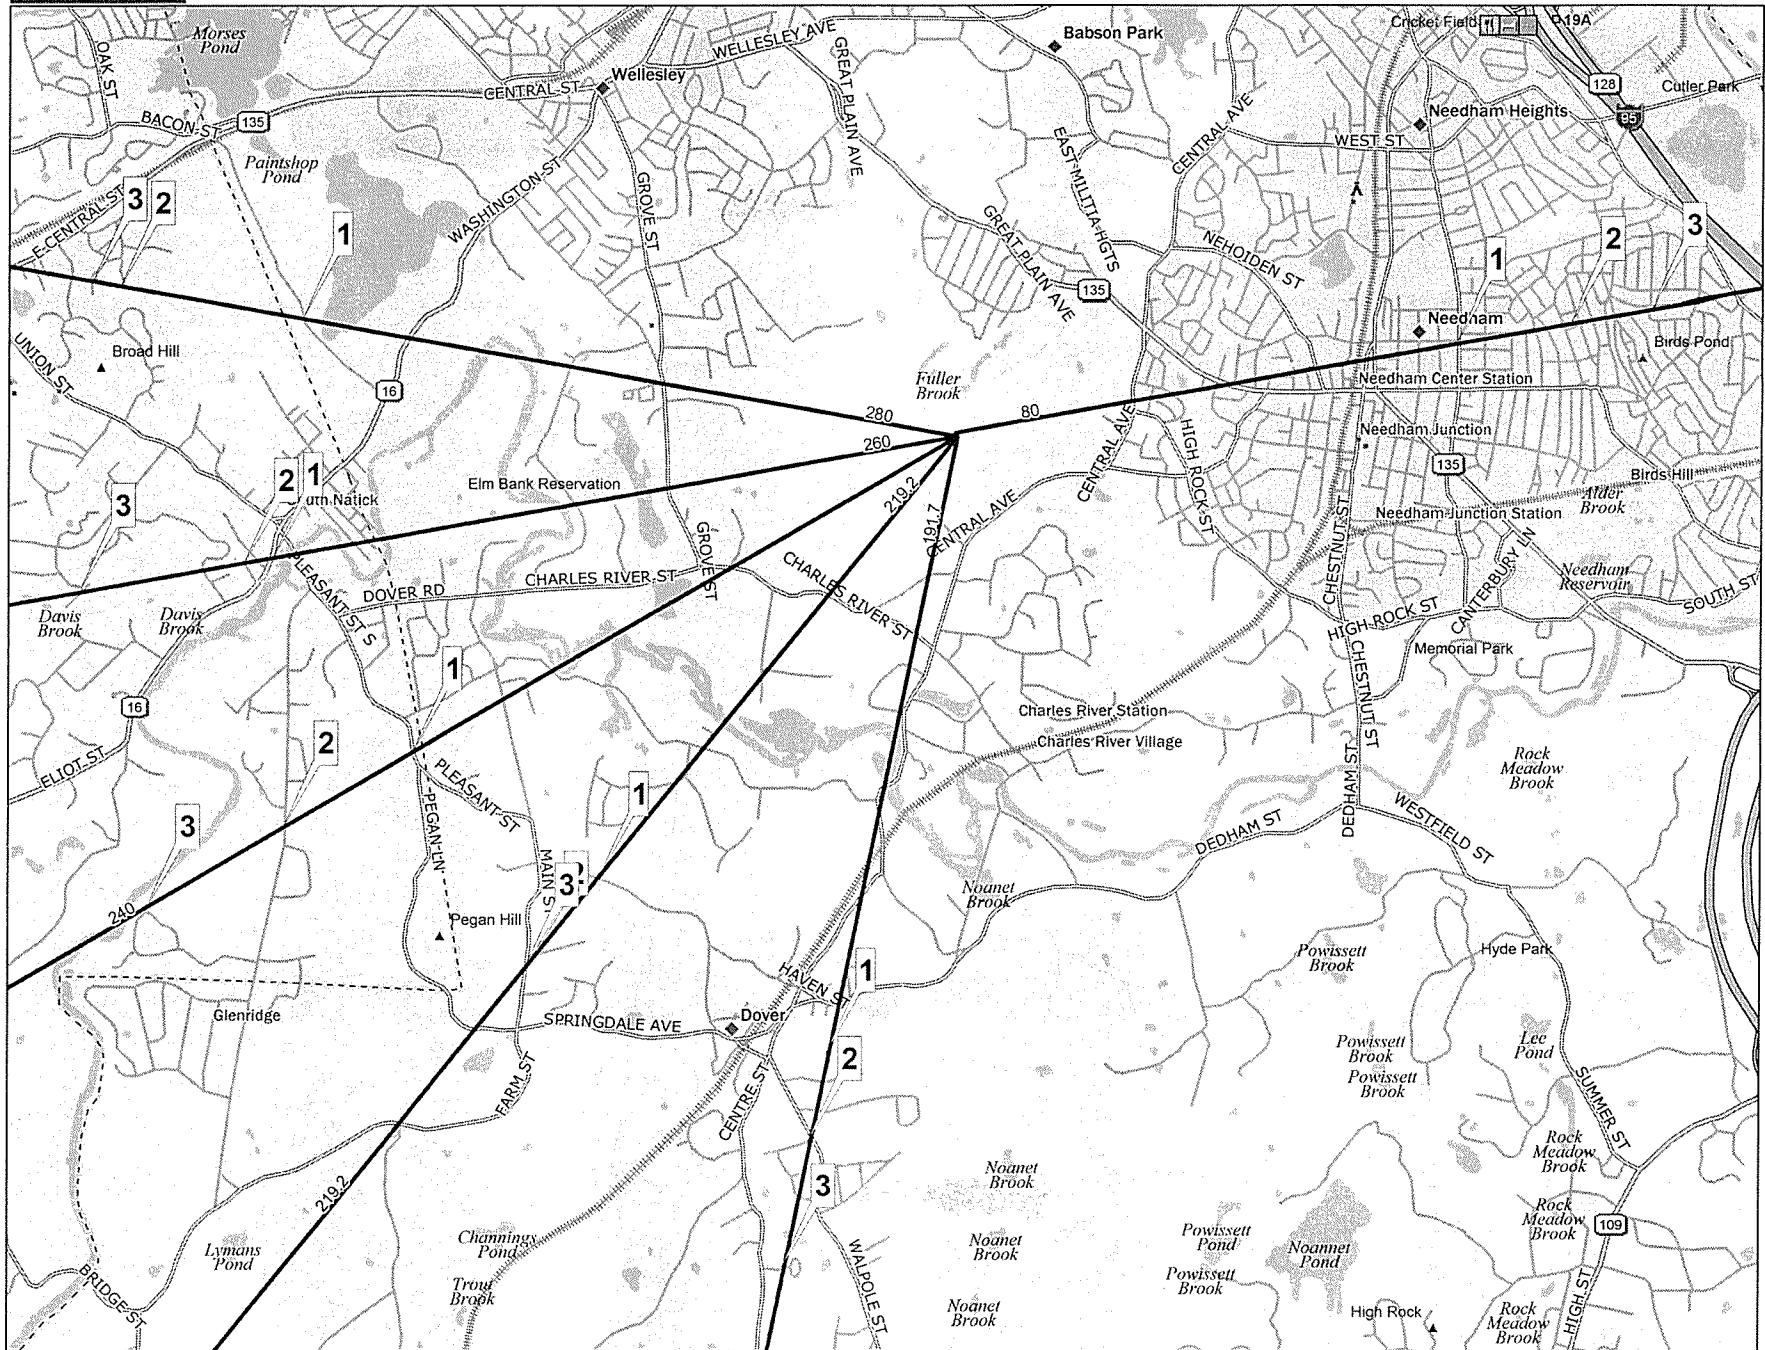 Morses
Pond
Babson Park
Cricket Field
P 19A
OAK ST
WELLESLEY AVE
GREAT PLAIN AVE
Wellesley
CENTRAL ST
128
Cutler Park
95
BACON ST
135
Needham Heights
WEST ST
CENTRAL AVE
EAST MILITIA HGTS
Paintshop
Pond
WASHINGTON ST
GROVE ST
E CENTRAL ST
3
2
1
GREAT PLAIN AVE
NEHOIDEN ST
1
2
3
135
Needham
Birds Pond
UNION ST
Broad Hill
16
Fuller
Brook
Needham Center Station
280
80
260
CENTRAL AVE
HIGH ROCK ST
Needham Junction
135
Birds Hill
Alder
Brook
2
1
3
uth Natick
Elm Bank Reservation
219.2
191.7
CENTRAL AVE
CHESTNUT ST
Needham Junction Station
CANTERBURY LN
Needham
Reservoir
SOUTH ST
GROVE ST
CHARLES RIVER ST
CHARLES RIVER ST
DOVER RD
PLEASANT ST S
Davis
Brook
Davis
Brook
HIGH ROCK ST
Memorial Park
CHESTNUT ST
1
16
Charles River Station
Charles River Village
2
ELIOT ST
PLEASANT ST
PEGAN LN
1
DEDHAM ST
Rock
Meadow
Brook
WESTFIELD ST
DEDHAM ST
3
MAIN ST
3
Noanet
Brook
240
Pegan Hill
Powissett
Brook
Hyde Park
HAVEN ST
1
Glenridge
SPRINGDALE AVE
Dover
2
Powissett
Brook
Powissett
Brook
Lee
Pond
FARM ST
CENTRE ST
SUMMER ST
Rock
Meadow
Brook
Noanet
Brook
3
219.2
Rock
Meadow
Brook
109
Lymans
Pond
Channings
Pond
Noanet
Brook
Powissett
Pond
Noannet
Pond
Trout
Brook
WALPOLE ST
Powissett
Brook
BRIDGE ST
Noanet
Brook
High Rock
Rock
Meadow
Brook
HIGH ST